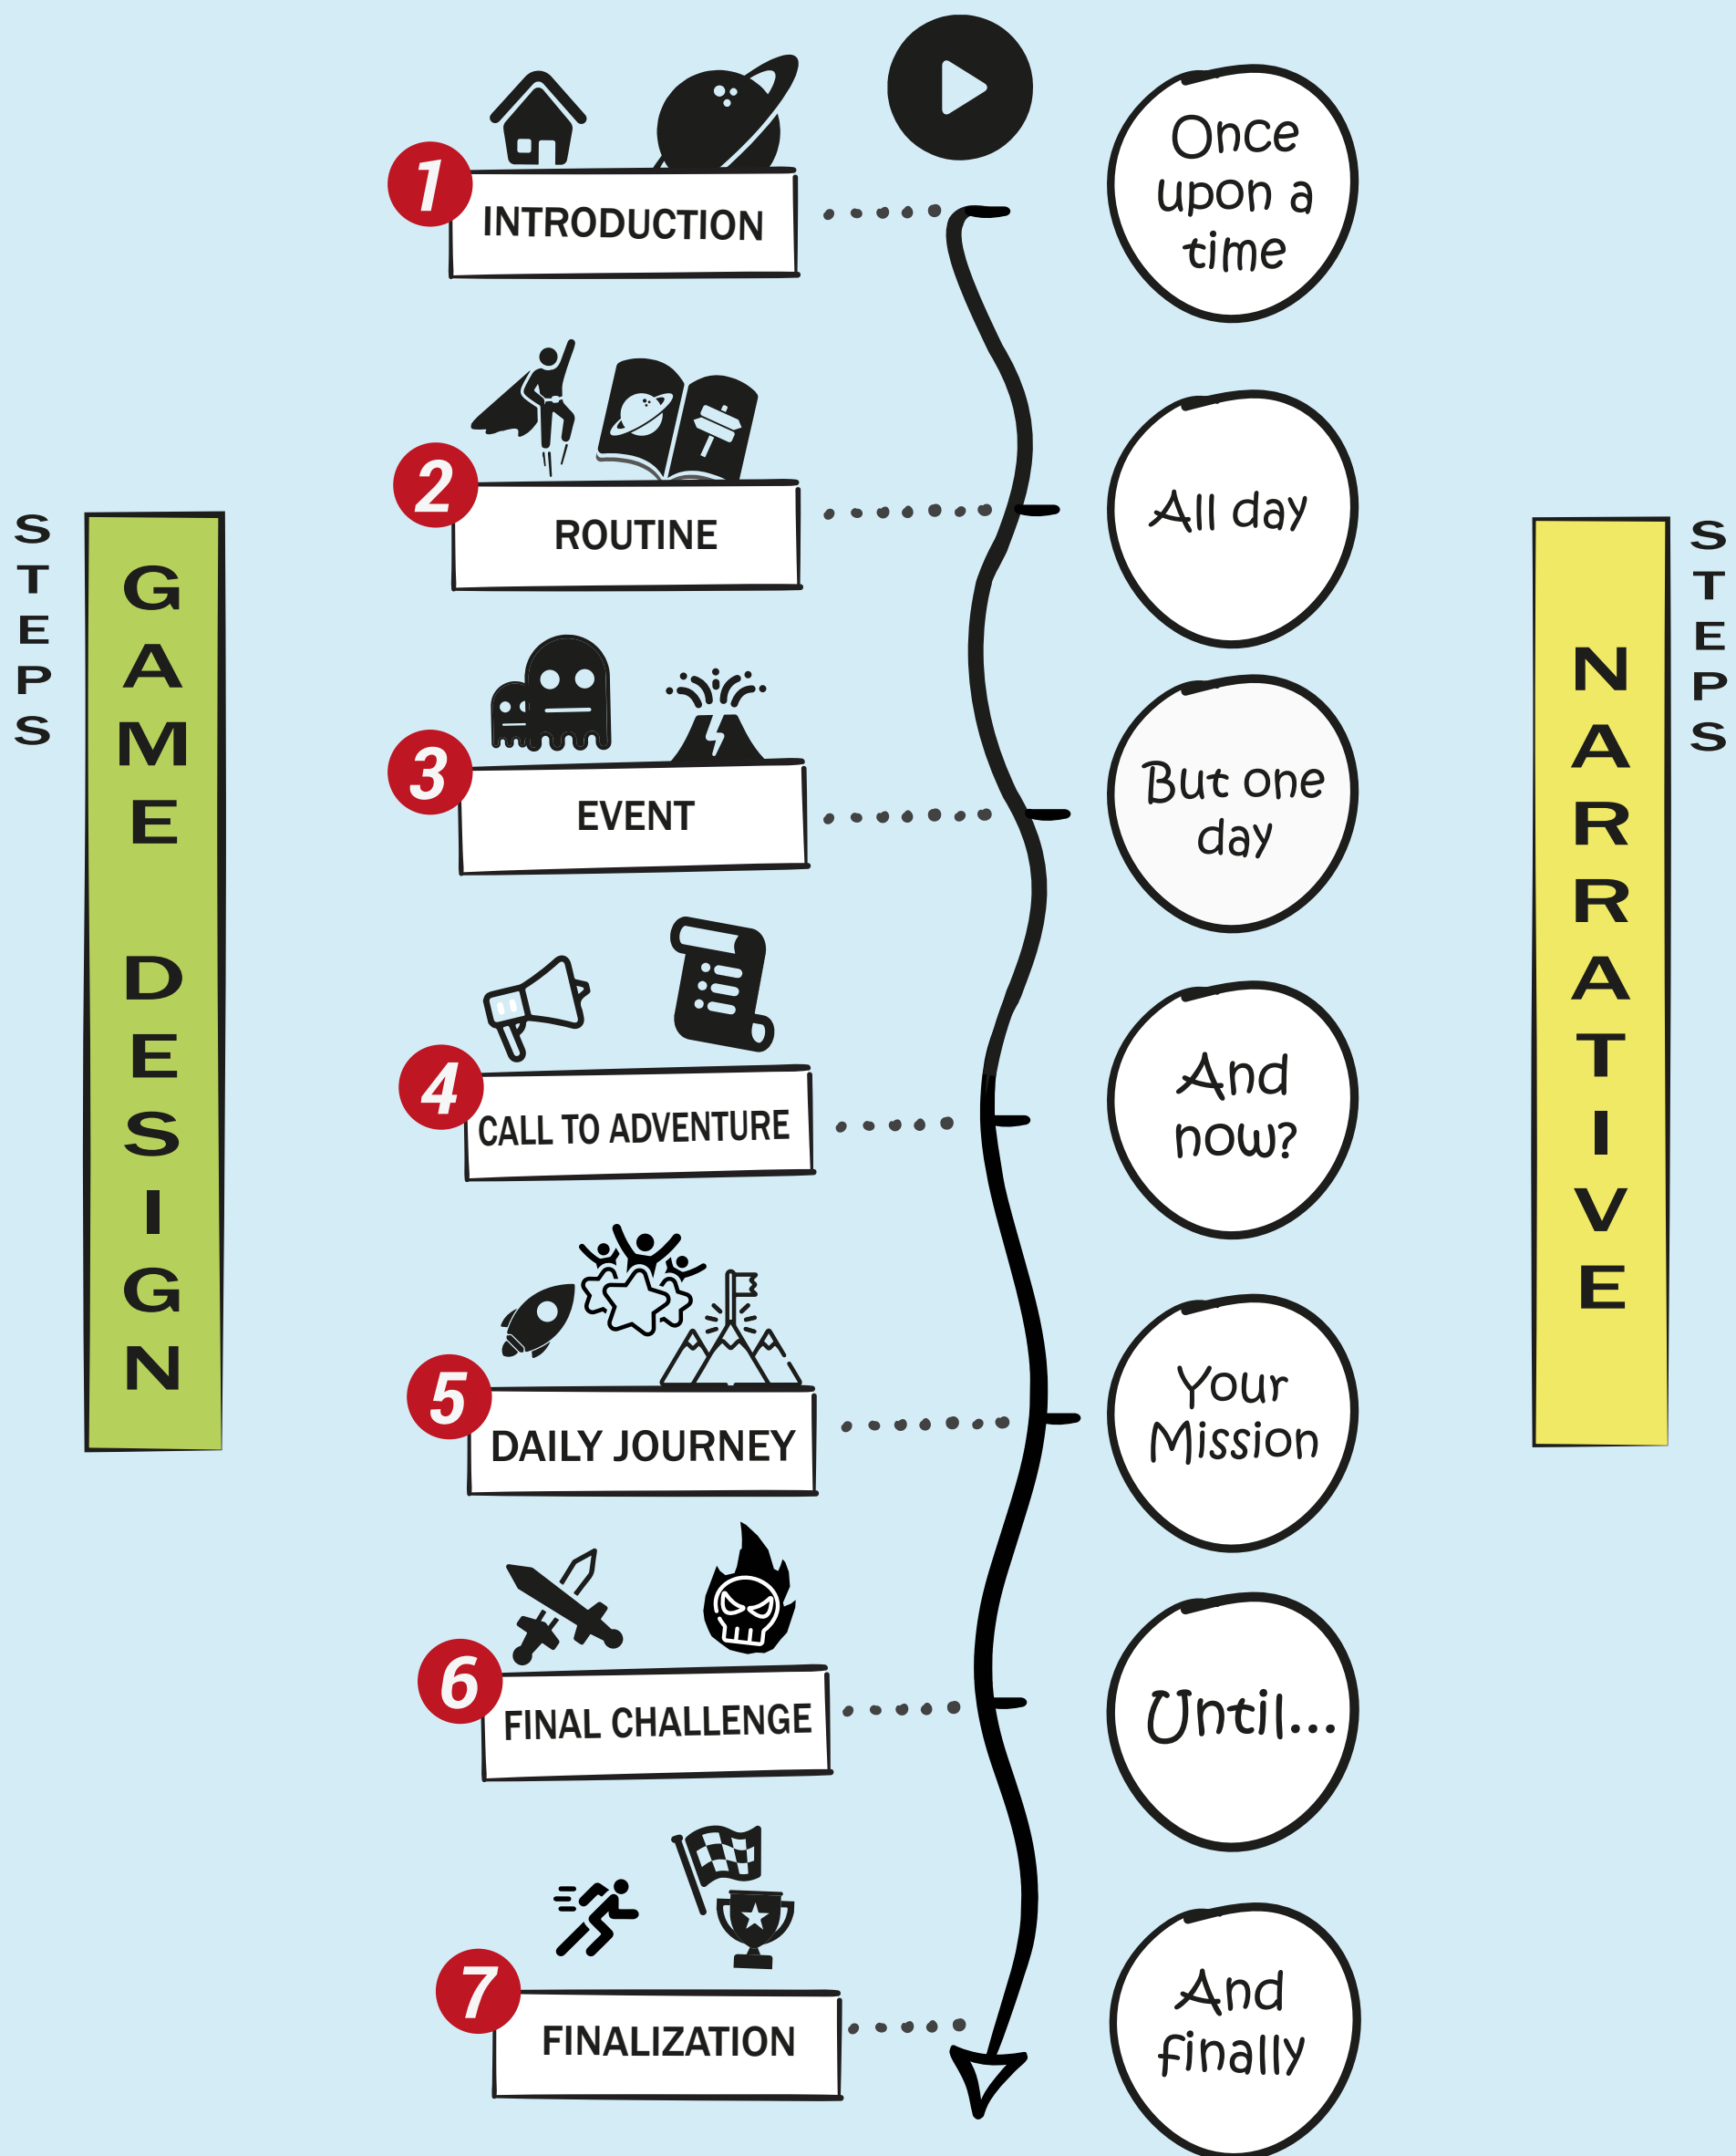 STEPS
GAME DESIGN
1
INTRODUCTION
Once
upon a
time
2
ROUTINE
All day
3
EVENT
But one
day
4
CALL TO ADVENTURE
And
now?
5
DAILY JOURNEY
Your
Mission
6
FINAL CHALLENGE
Until...
7
FINALIZATION
And
finally
NARRATIVE
STEPS